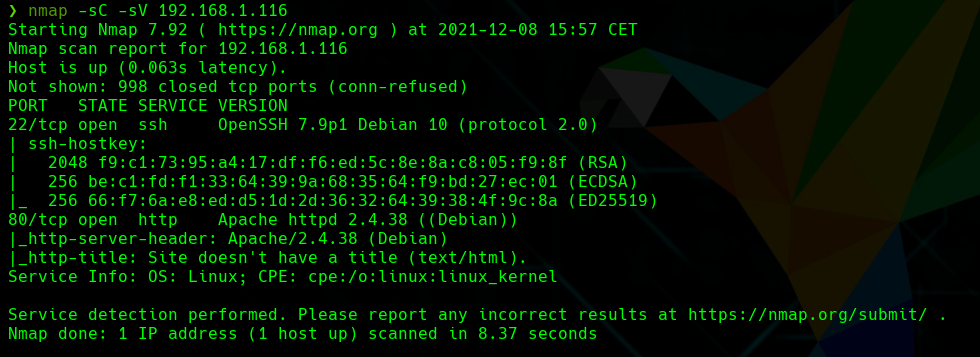 ❯ nmap -sC -sV 192.168.1.116
Starting Nmap 7.92 ( https://nmap.org ) at 2021-12-08 15:57 CET
Nmap scan report for 192.168.1.116
Host is up (0.063s latency).
Not shown: 998 closed tcp ports (conn-refused)
PORT   STATE SERVICE VERSION
22/tcp open  ssh     OpenSSH 7.9p1 Debian 10 (protocol 2.0)
| ssh-hostkey:
|   2048 f9:c1:73:95:a4:17:df:f6:ed:5c:8e:8a:c8:05:f9:8f (RSA)
|   256 be:c1:fd:f1:33:64:39:9a:68:35:64:f9:bd:27:ec:01 (ECDSA)
|_  256 66:f7:6a:e8:ed:d5:1d:2d:36:32:64:39:38:4f:9c:8a (ED25519)
80/tcp open  http    Apache httpd 2.4.38 ((Debian))
|_http-server-header: Apache/2.4.38 (Debian)
|_http-title: Site doesn't have a title (text/html).
Service Info: OS: Linux; CPE: cpe:/o:linux:linux_kernel
Service detection performed. Please report any incorrect results at https://nmap.org/submit/ .
Nmap done: 1 IP address (1 host up) scanned in 8.37 seconds